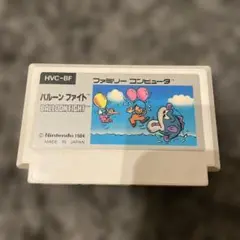 HVC-BF
ファミリー コンピュータ
バルーン ファイト
BALLOON FIGHT
© Nintendo 1984
MADE IN JAPAN